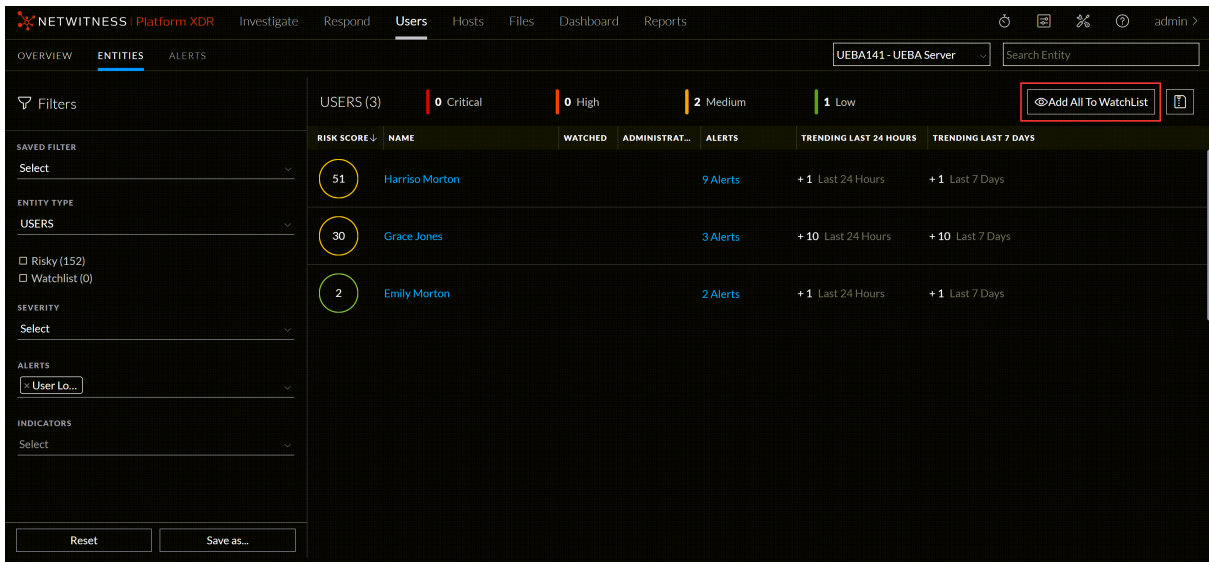 NETWITNESS | Platform XDR Investigate Respond Users Hosts Files Dashboard Reports admin >
OVERVIEW ENTITIES ALERTS UEBA141 - UEBA Server Search Entity
Filters
SAVED FILTER
Select
ENTITY TYPE
USERS
Risky (152)
Watchlist (0)
SEVERITY
Select
ALERTS
× User Lo...
INDICATORS
Select
Reset Save as...
USERS (3) 0 Critical 0 High 2 Medium 1 Low Add All To WatchList
RISK SCORE↓ NAME WATCHED ADMINISTRAT... ALERTS TRENDING LAST 24 HOURS TRENDING LAST 7 DAYS
51 Harriso Morton 9 Alerts + 1 Last 24 Hours + 1 Last 7 Days
30 Grace Jones 3 Alerts + 10 Last 24 Hours + 10 Last 7 Days
2 Emily Morton 2 Alerts + 1 Last 24 Hours + 1 Last 7 Days